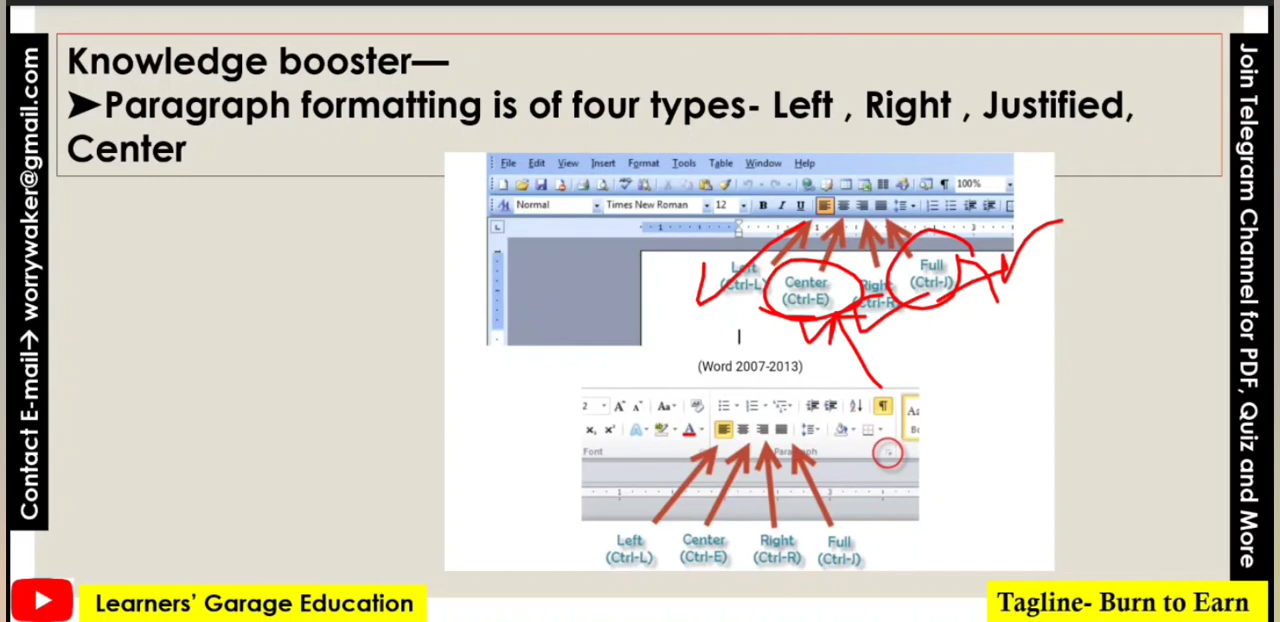 Knowledge booster—
➤Paragraph formatting is of four types- Left , Right , Justified,
Center
File Edit View Insert Format Tools Table Window Help
100%
Normal Times New Roman 12 B I U
Left Center Right Full
(Ctrl-L) (Ctrl-E) (Ctrl-R) (Ctrl-J)
(Word 2007-2013)
2 A A Aa
A A
Font Paragraph
Left Center Right Full
(Ctrl-L) (Ctrl-E) (Ctrl-R) (Ctrl-J)
Contact E-mail→ worrywaker@gmail.com
Join Telegram Channel for PDF, Quiz and More
Learners’ Garage Education
Tagline- Burn to Earn